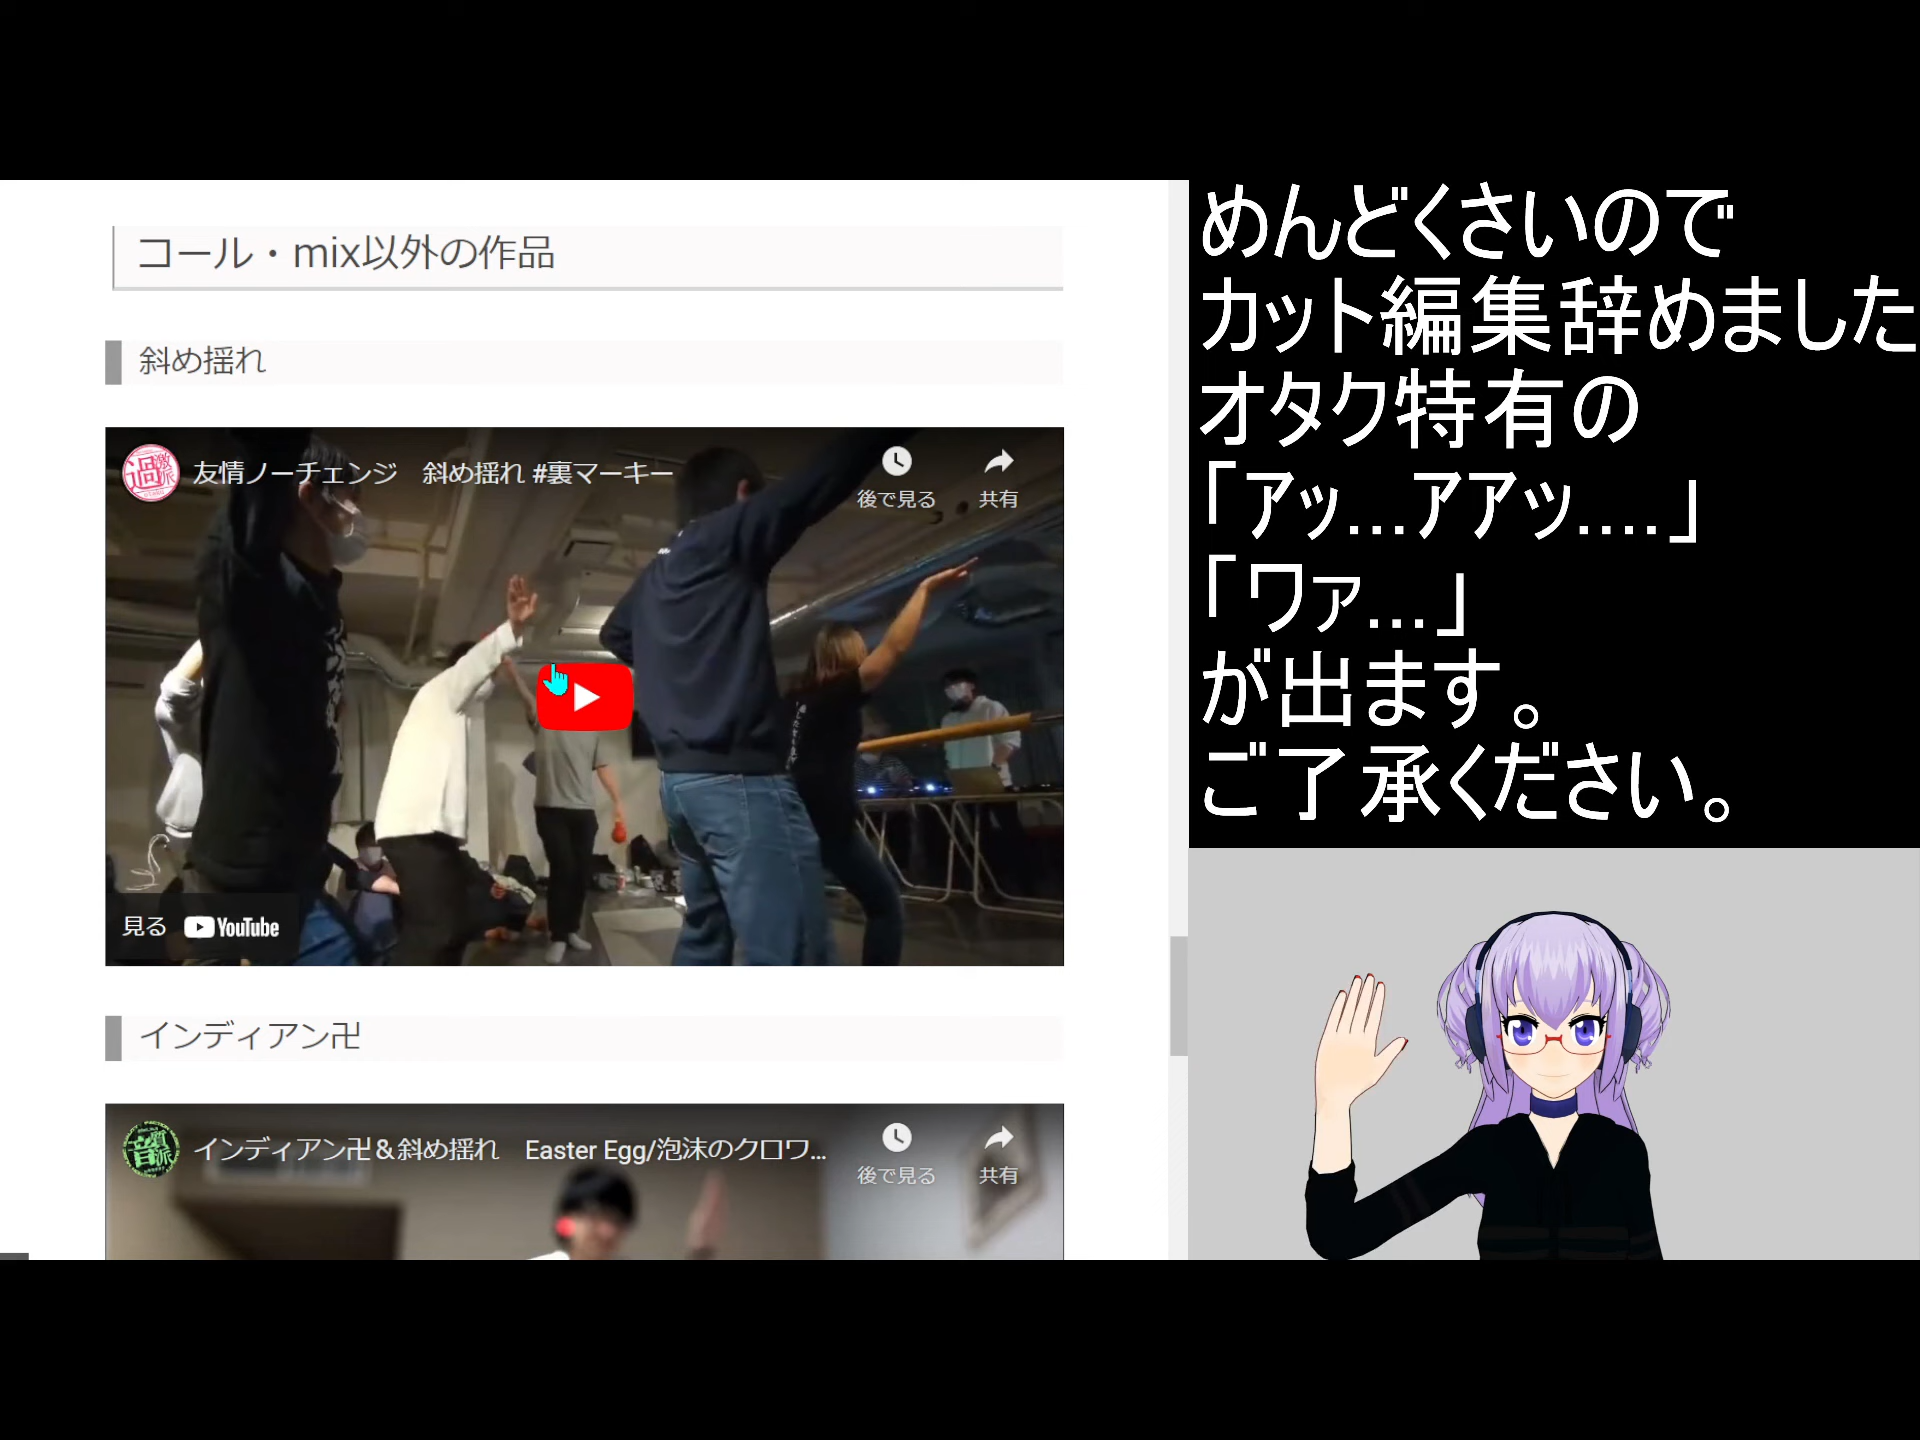 コール・mix以外の作品
斜め揺れ
過激派
友情ノーチェンジ　斜め揺れ #裏マーキー
後で見る
共有
見る
YouTube
インディアン卍
インディアン卍＆斜め揺れ　Easter Egg/泡沫のクロワ...
後で見る
共有
めんどくさいので
カット編集辞めました
オタク特有の
「アッ...アアッ....」
「ワァ...」
が出ます。
ご了承ください。